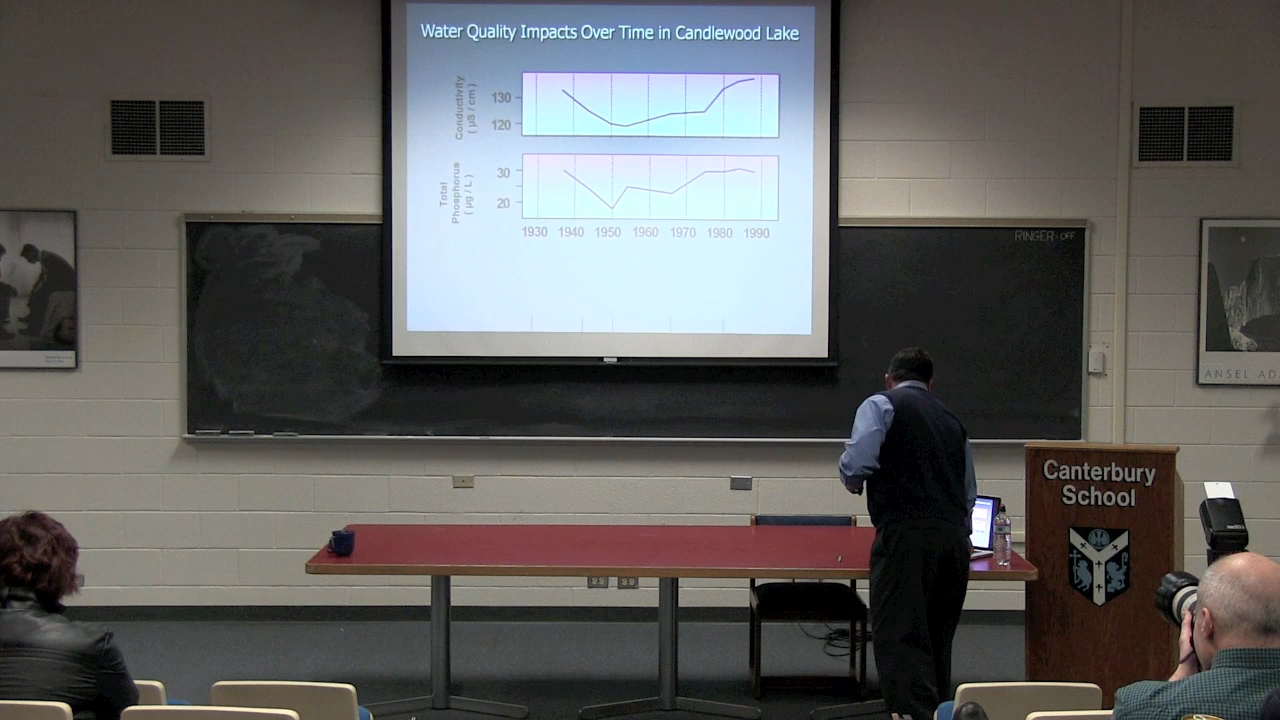 Water Quality Impacts Over Time in Candlewood Lake
Conductivity
( µS / cm )
130
120
Total
Phosphorus
( µg / L )
30
20
1930 1940 1950 1960 1970 1980 1990
RINGER - OFF
ANSEL AD
Canterbury
School